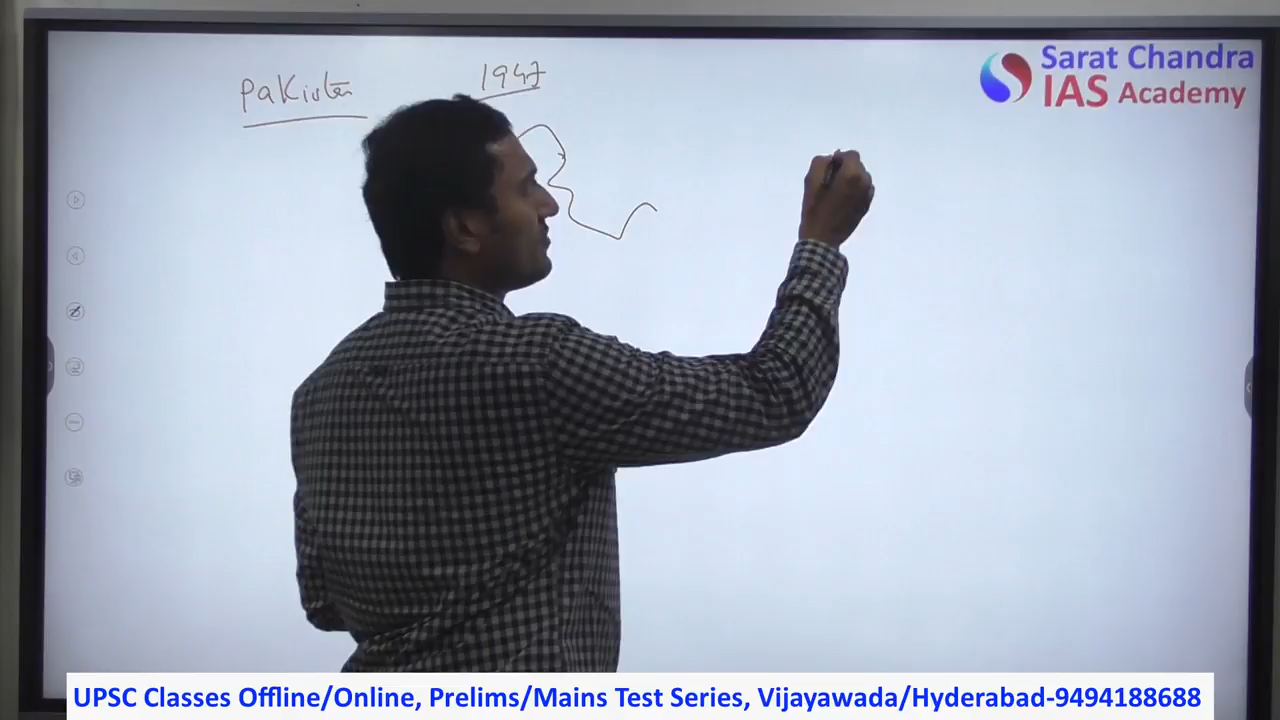 Pakistan 1947
Sarat Chandra
IAS Academy
UPSC Classes Offline/Online, Prelims/Mains Test Series, Vijayawada/Hyderabad-9494188688